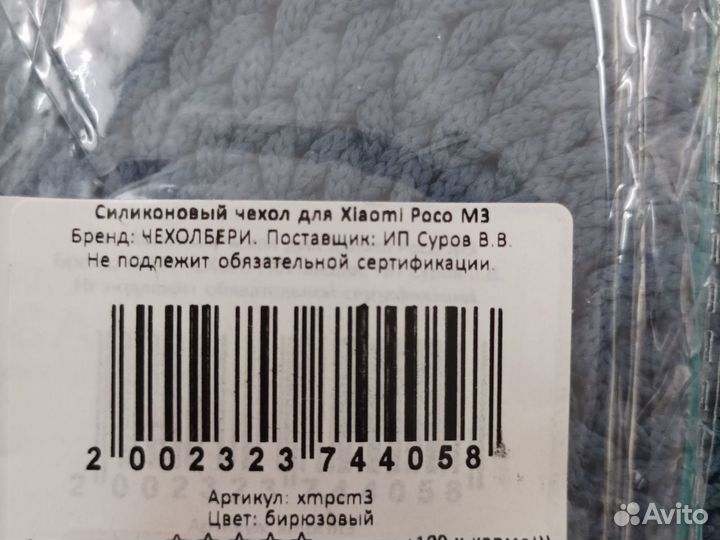 Силиконовый чехол для Xiaomi Poco M3
Бренд: ЧЕХОЛБЕРИ. Поставщик: ИП Суров В.В.
Не подлежит обязательной сертификации.
2 002323 744058
Артикул: xmpcm3
Цвет: бирюзовый
Avito